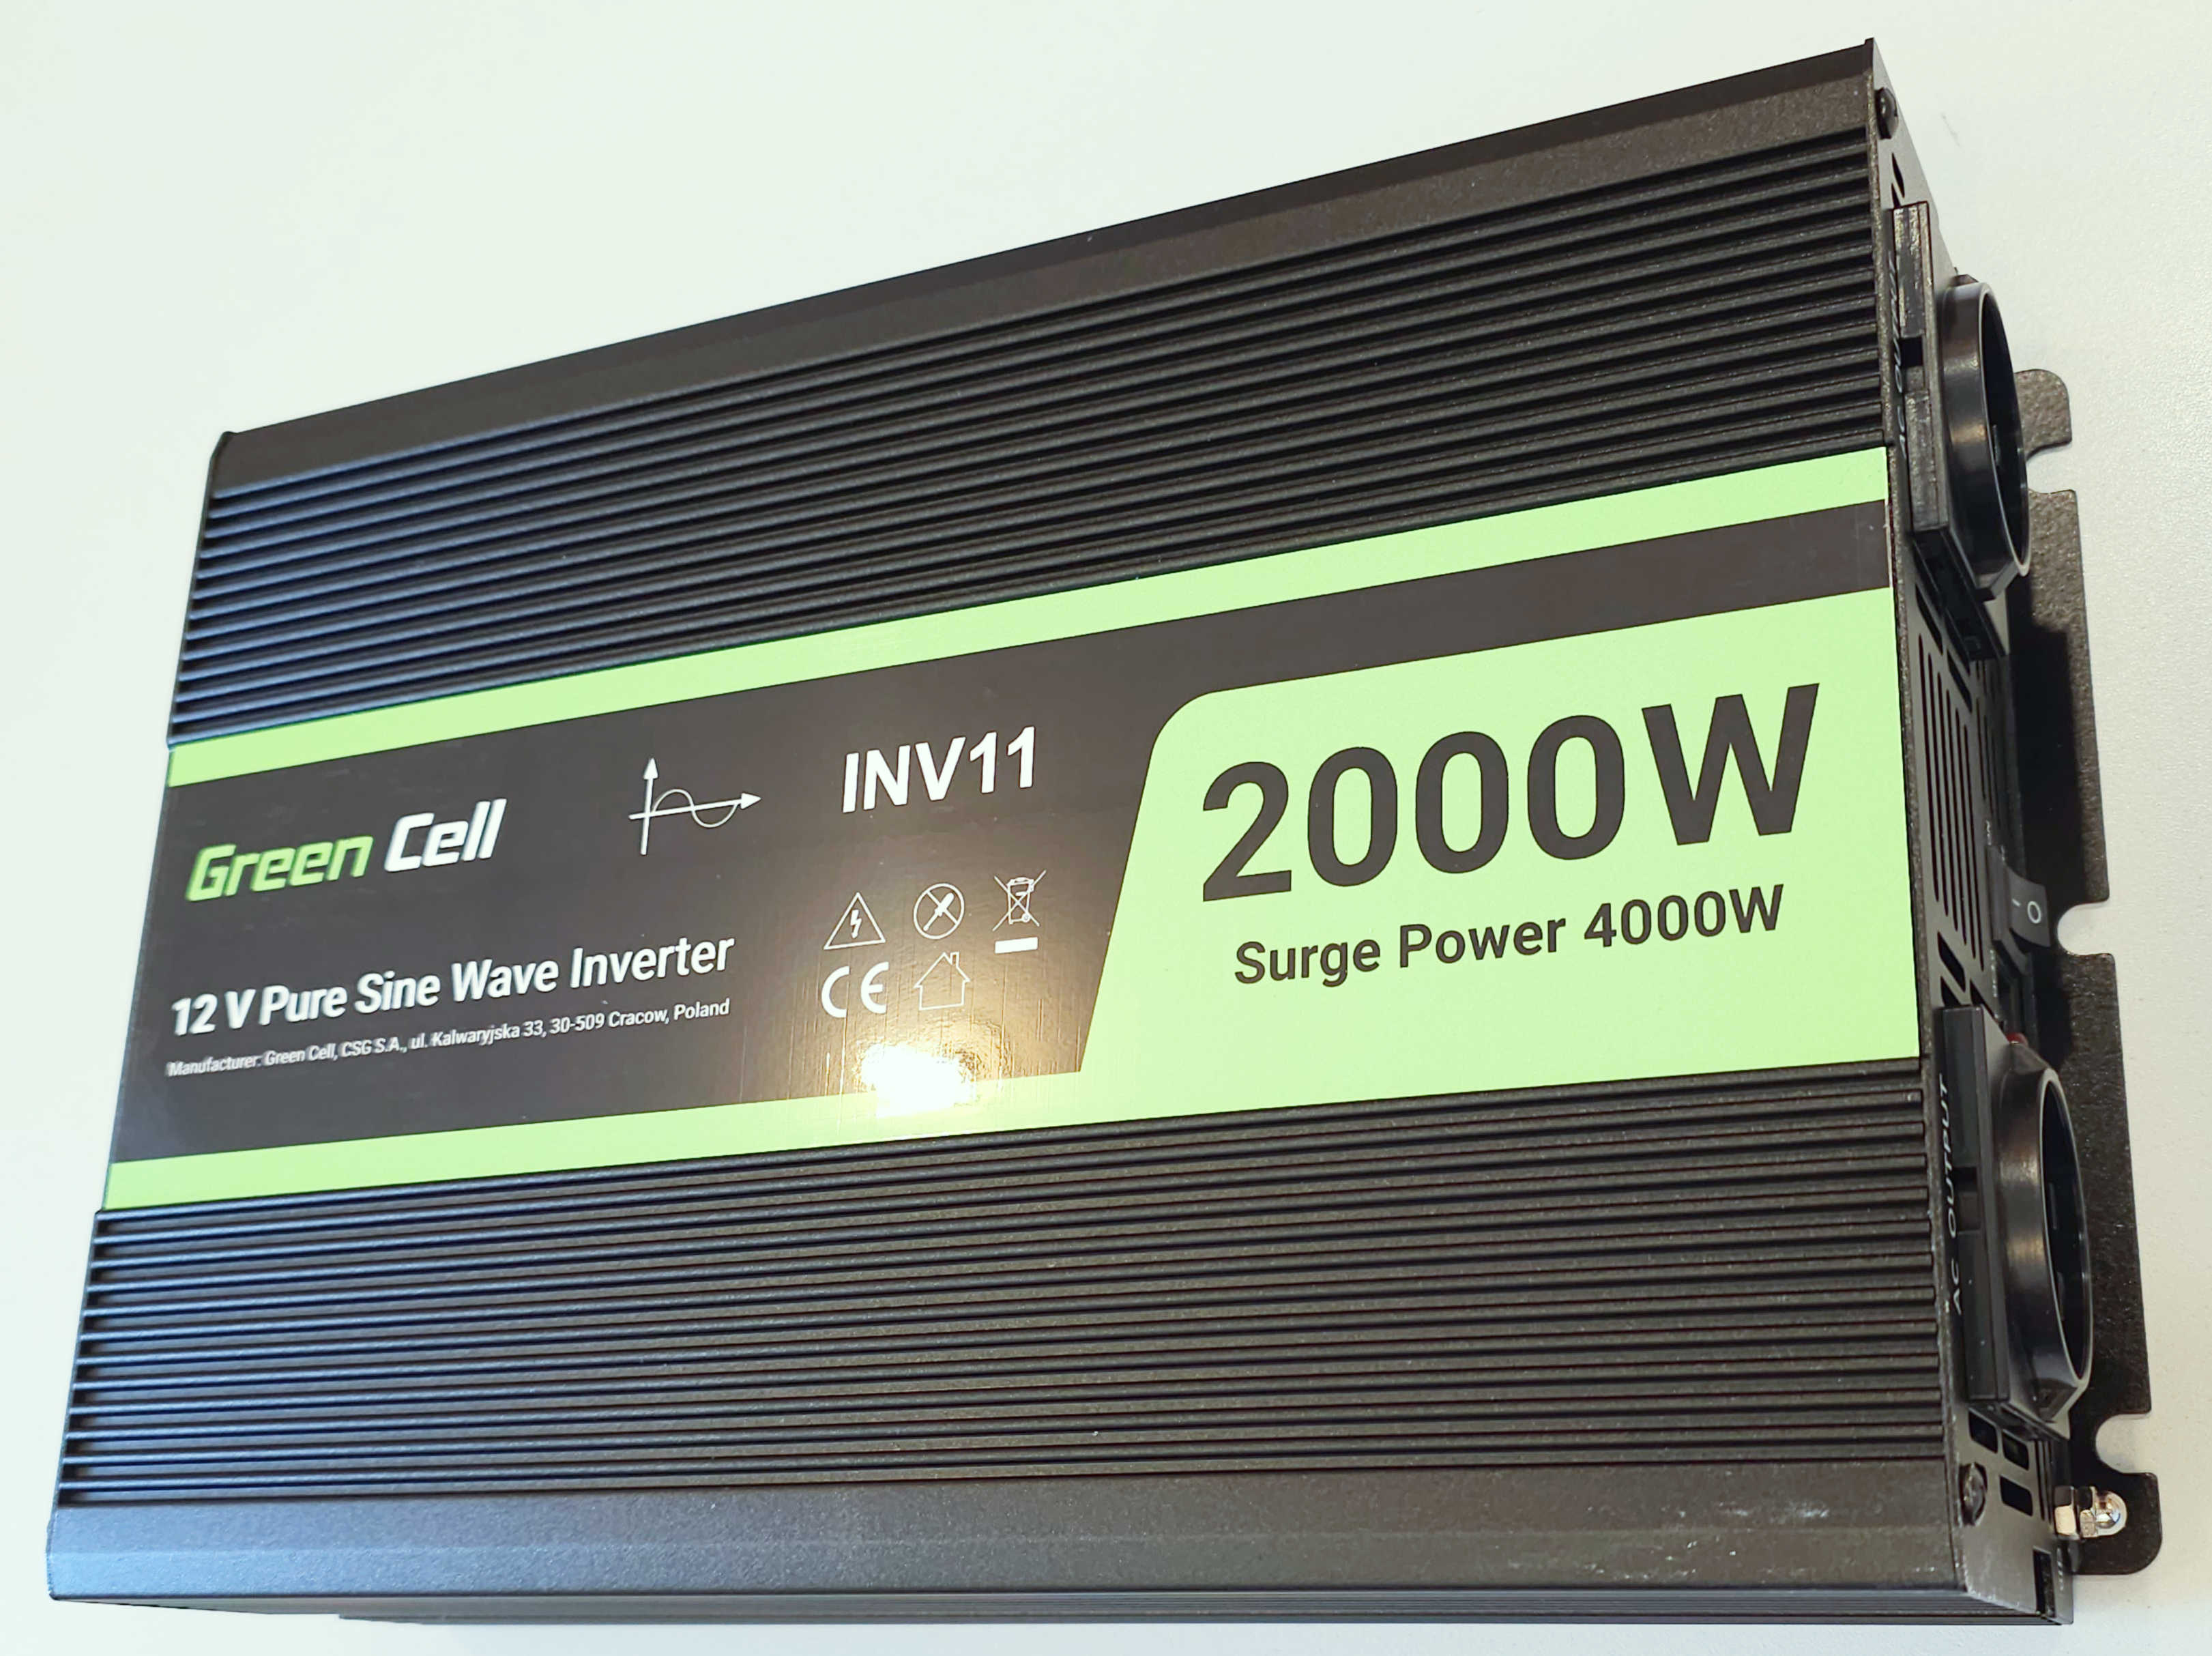 Green Cell
INV11
12 V Pure Sine Wave Inverter
Manufacturer: Green Cell, CSG S.A., ul. Kalwaryjska 33, 30-509 Cracow, Poland
CE
2000W
Surge Power 4000W
AC OUTPUT